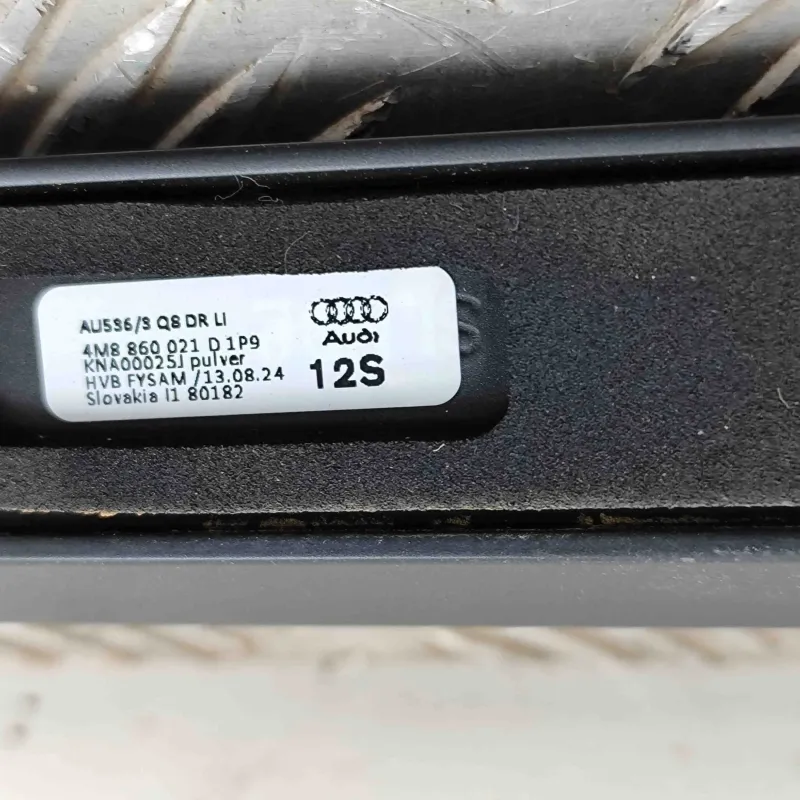 AU536/3 Q8 DR LI
4M8 860 021 D 1P9
KNA00025J pulver
HVB FYSAM /13.08.24
Slovakia I1 80182
Audi
12S